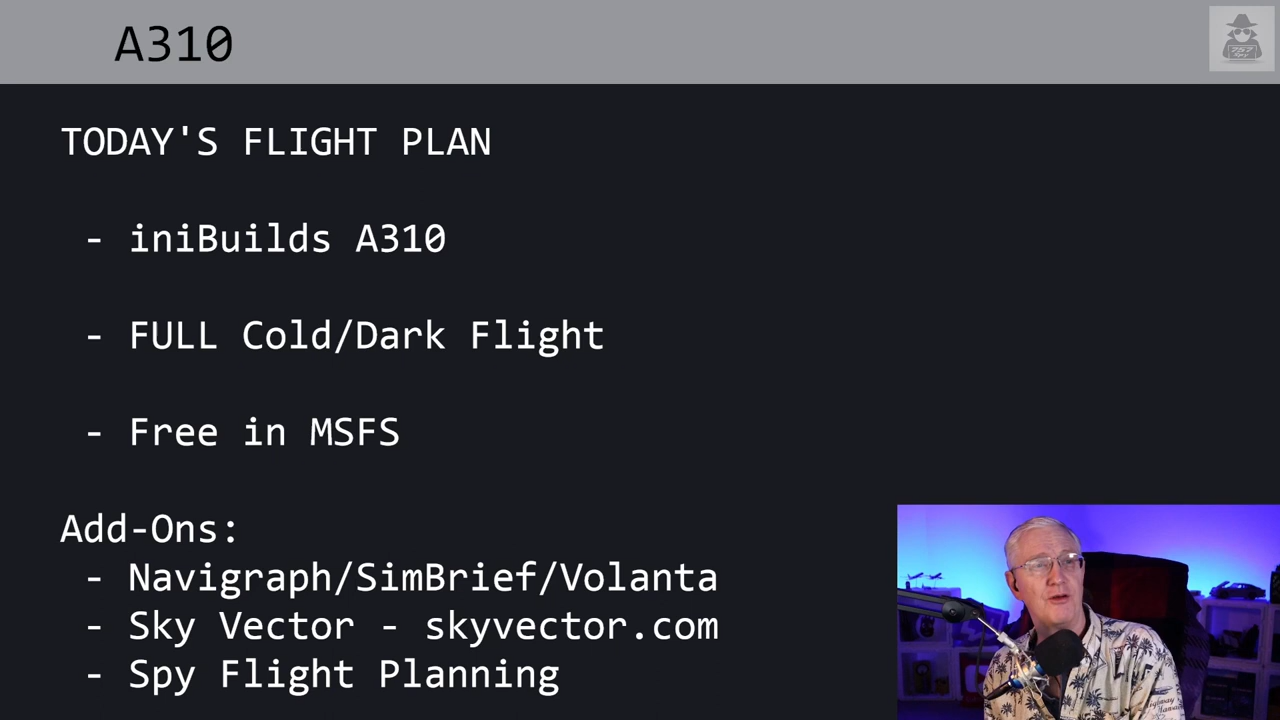 A310
757
TODAY'S FLIGHT PLAN
- iniBuilds A310
- FULL Cold/Dark Flight
- Free in MSFS
Add-Ons:
- Navigraph/SimBrief/Volanta
- Sky Vector - skyvector.com
- Spy Flight Planning